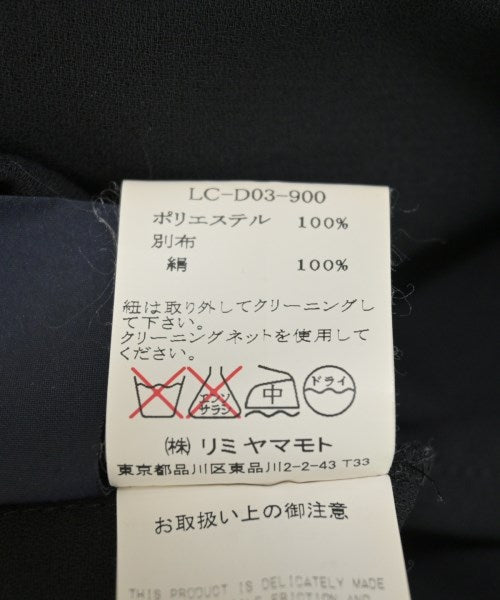 LC-D03-900
ポリエステル 100%
別布
絹 100%
紐は取り外してクリーニングし
て下さい。
クリーニングネットを使用して
ください。
エンソ
サラシ
中
ドライ
(株) リミヤマモト
東京都品川区東品川2-2-43 T33
お取扱い上の御注意
THIS PRODUCT IS DELICATELY MADE